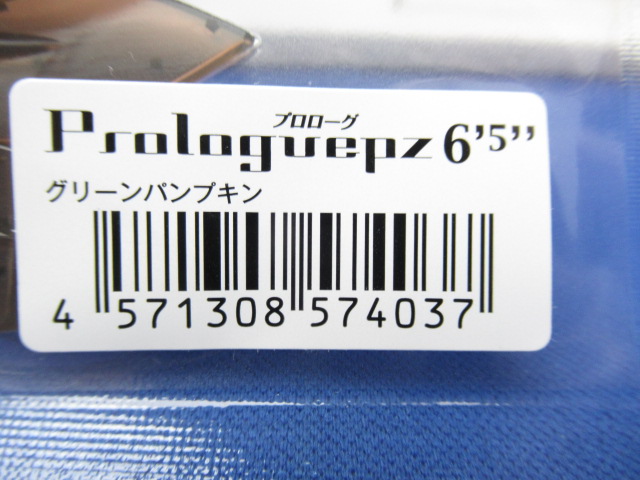 プロローグ
Prologuepz 6’5’’
グリーンパンプキン
4 571308 574037